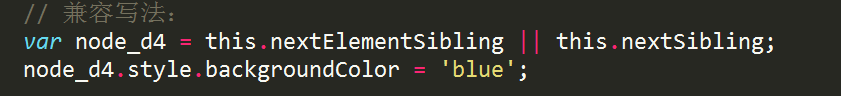 // 兼容写法：
var node_d4 = this.nextElementSibling || this.nextSibling;
node_d4.style.backgroundColor = 'blue';